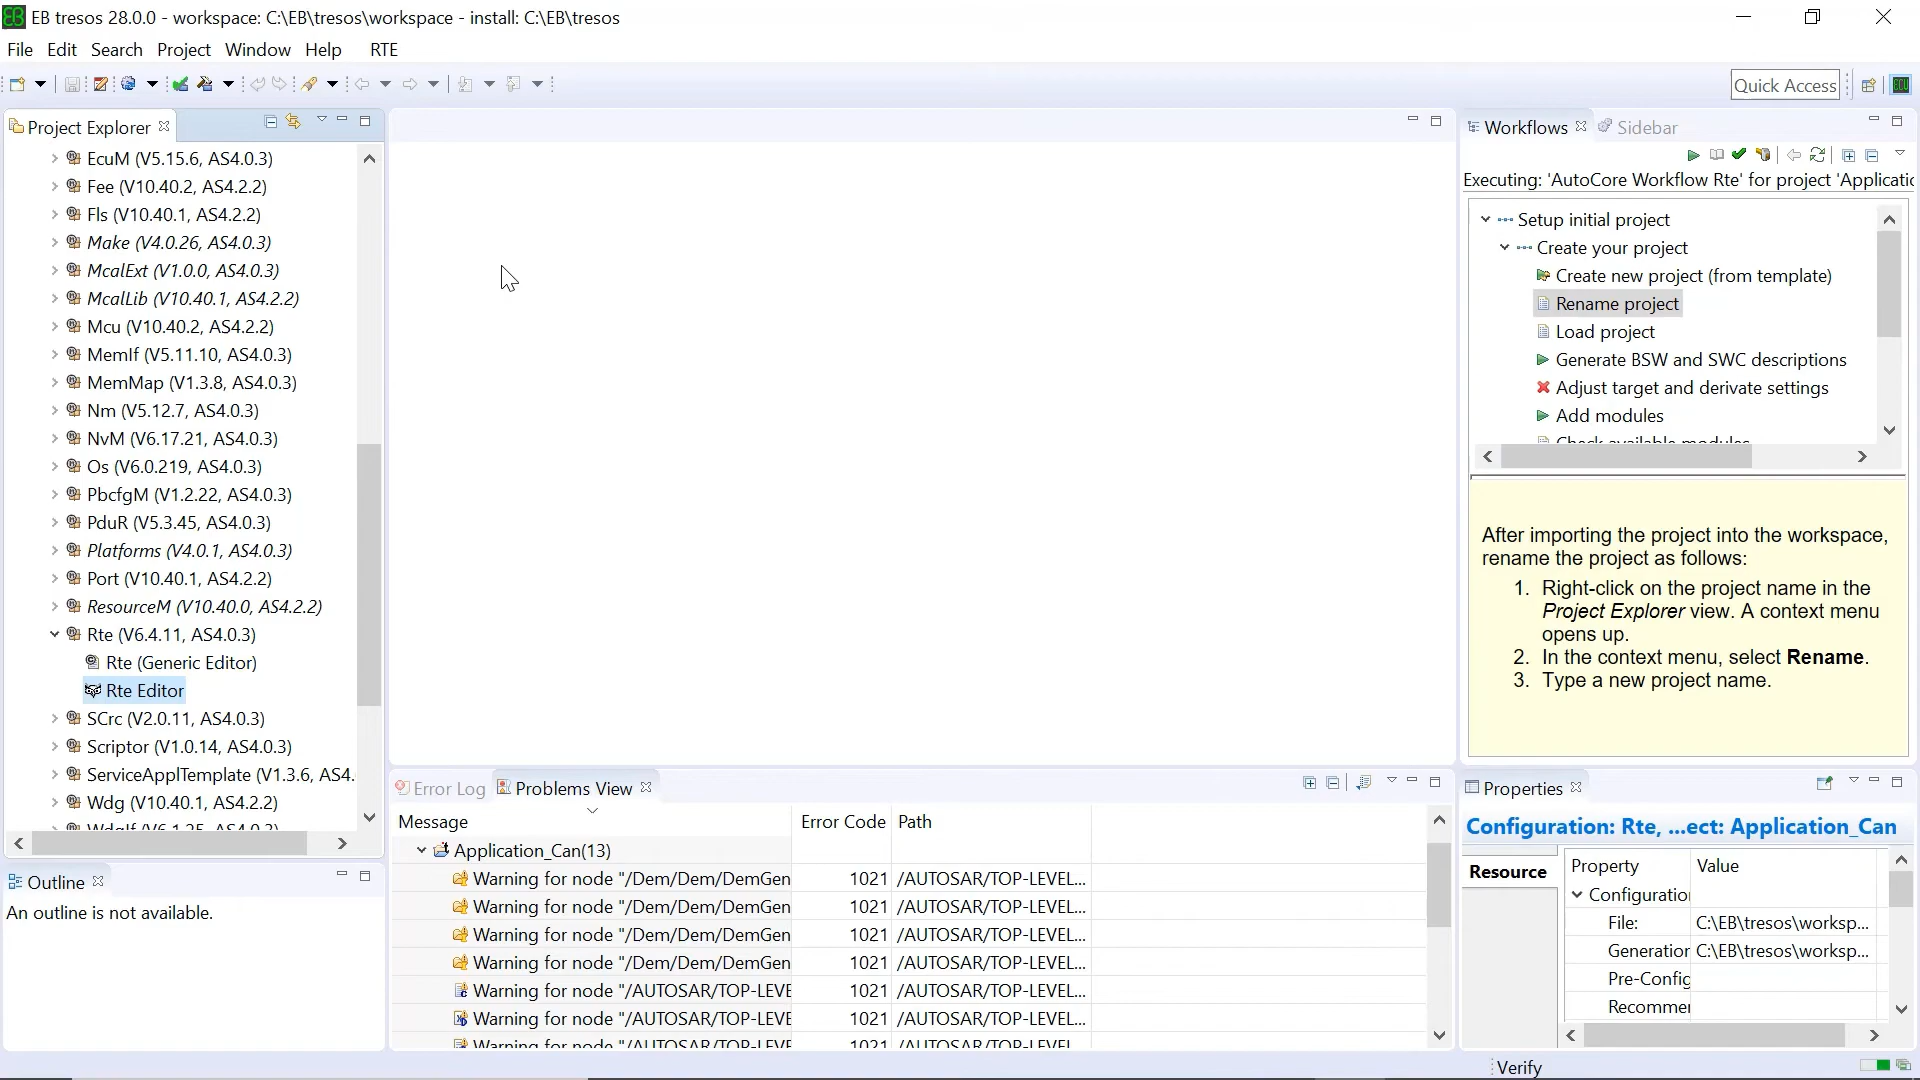 EB tresos 28.0.0 - workspace: C:\EB\tresos\workspace - install: C:\EB\tresos
File Edit Search Project Window Help RTE
Quick Access
Project Explorer
EcuM (V5.15.6, AS4.0.3)
Fee (V10.40.2, AS4.2.2)
Fls (V10.40.1, AS4.2.2)
Make (V4.0.26, AS4.0.3)
McalExt (V1.0.0, AS4.0.3)
McalLib (V10.40.1, AS4.2.2)
Mcu (V10.40.2, AS4.2.2)
MemIf (V5.11.10, AS4.0.3)
MemMap (V1.3.8, AS4.0.3)
Nm (V5.12.7, AS4.0.3)
NvM (V6.17.21, AS4.0.3)
Os (V6.0.219, AS4.0.3)
PbcfgM (V1.2.22, AS4.0.3)
PduR (V5.3.45, AS4.0.3)
Platforms (V4.0.1, AS4.0.3)
Port (V10.40.1, AS4.2.2)
ResourceM (V10.40.0, AS4.2.2)
Rte (V6.4.11, AS4.0.3)
Rte (Generic Editor)
Rte Editor
SCrc (V2.0.11, AS4.0.3)
Scriptor (V1.0.14, AS4.0.3)
ServiceApplTemplate (V1.3.6, AS4.
Wdg (V10.40.1, AS4.2.2)
Outline
An outline is not available.
Error Log Problems View
Message Error Code Path
Application_Can(13)
Warning for node "/Dem/Dem/DemGen 1021 /AUTOSAR/TOP-LEVEL...
Warning for node "/Dem/Dem/DemGen 1021 /AUTOSAR/TOP-LEVEL...
Warning for node "/Dem/Dem/DemGen 1021 /AUTOSAR/TOP-LEVEL...
Warning for node "/Dem/Dem/DemGen 1021 /AUTOSAR/TOP-LEVEL...
Warning for node "/AUTOSAR/TOP-LEVE 1021 /AUTOSAR/TOP-LEVEL...
Warning for node "/AUTOSAR/TOP-LEVE 1021 /AUTOSAR/TOP-LEVEL...
Warning for node "/AUTOSAR/TOP-LEVE 1021 /AUTOSAR/TOP-LEVEL...
Workflows Sidebar
Executing: 'AutoCore Workflow Rte' for project 'Applicatic
Setup initial project
Create your project
Create new project (from template)
Rename project
Load project
Generate BSW and SWC descriptions
Adjust target and derivate settings
Add modules
Check available modules
After importing the project into the workspace,
rename the project as follows:
1. Right-click on the project name in the
Project Explorer view. A context menu
opens up.
2. In the context menu, select Rename.
3. Type a new project name.
Properties
Configuration: Rte, ...ect: Application_Can
Resource
Property Value
Configuratio
File: C:\EB\tresos\worksp...
Generation C:\EB\tresos\worksp...
Pre-Config
Recommer
Verify